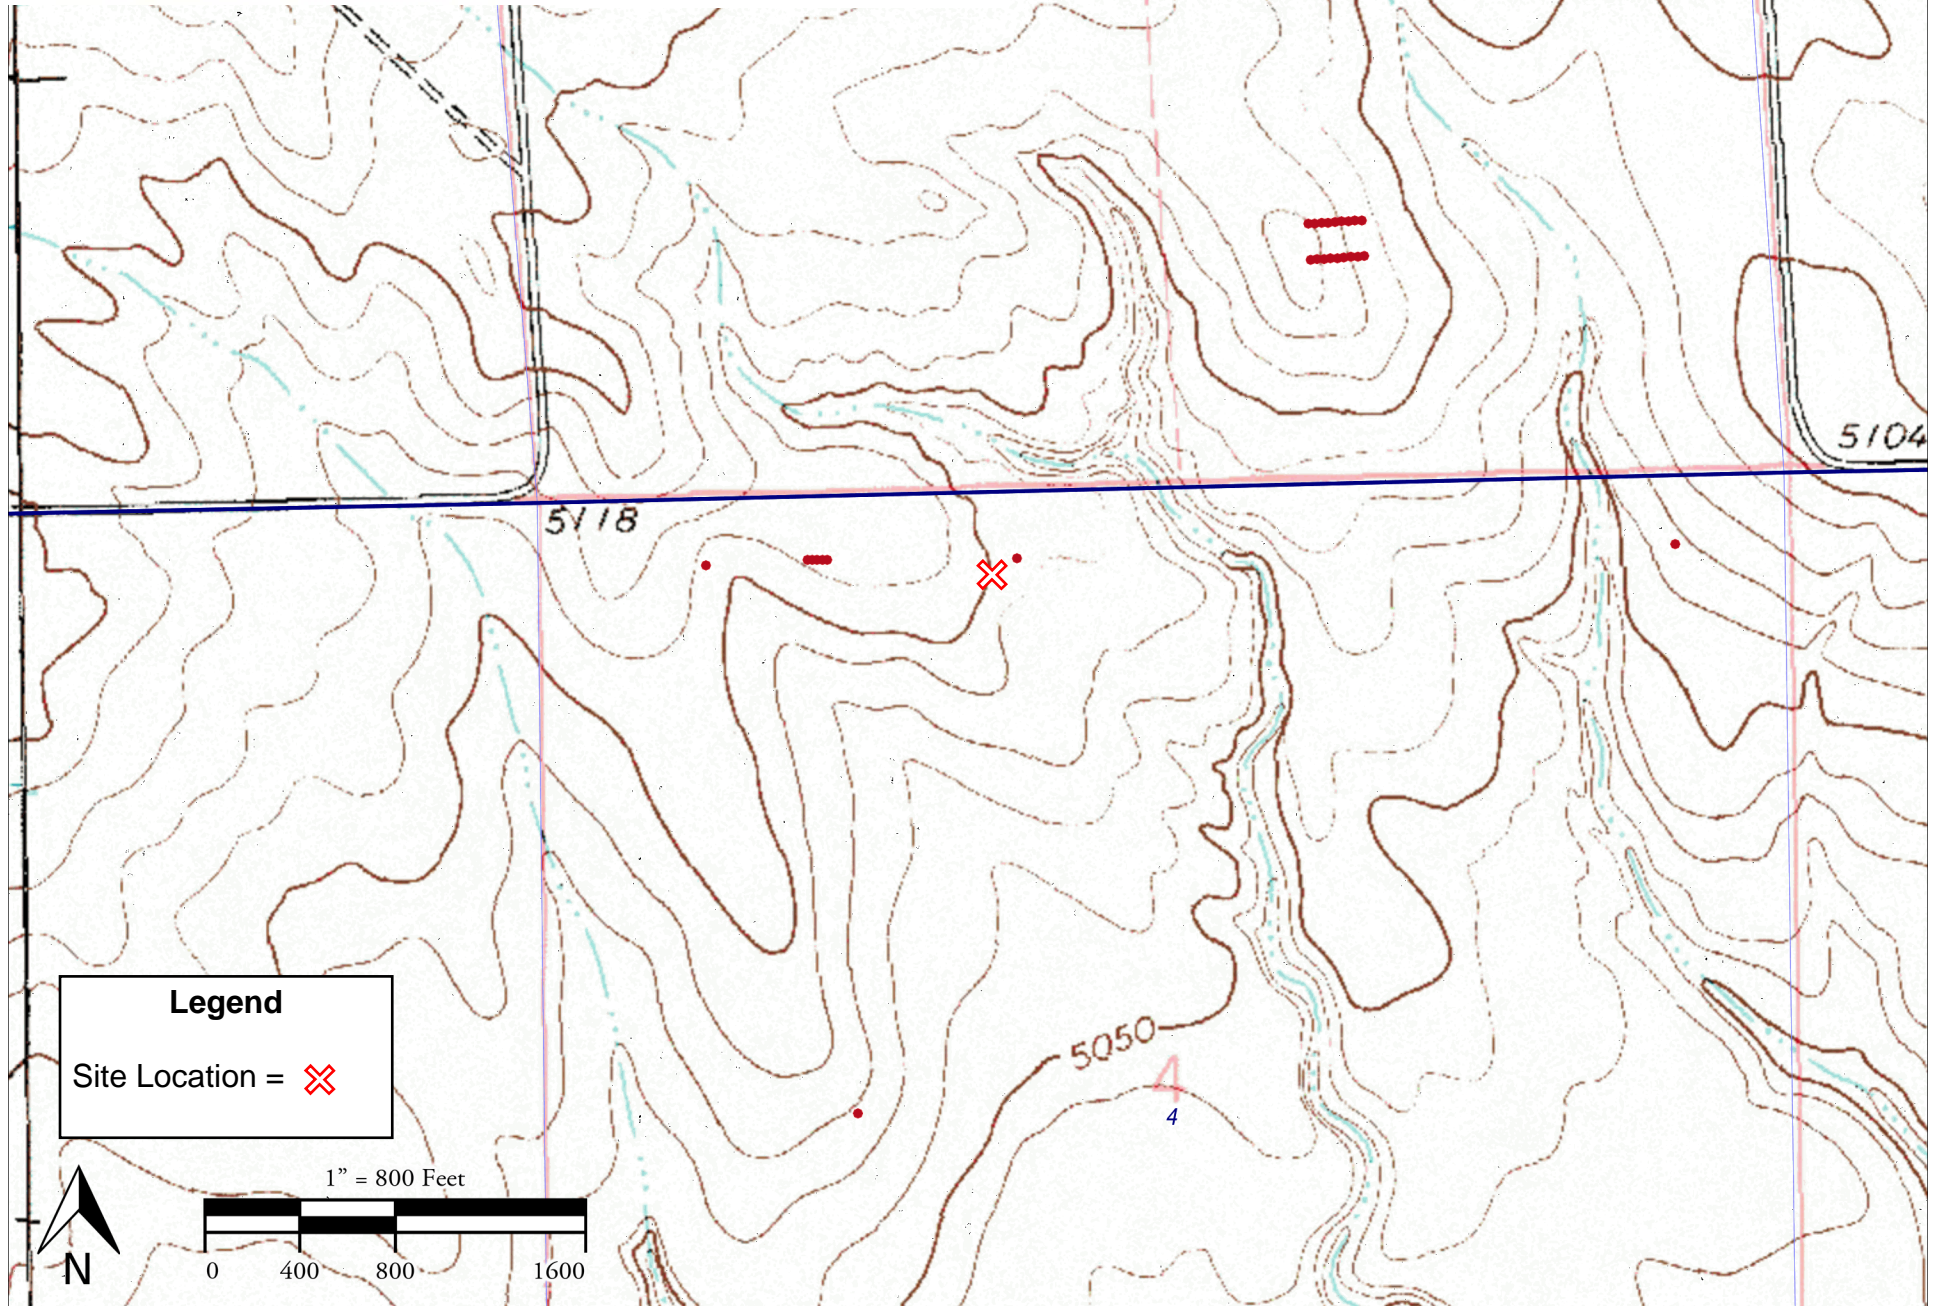 5104
5118
5050
4
4
Legend
Site Location =
1” = 800 Feet
0 400 800 1600
N